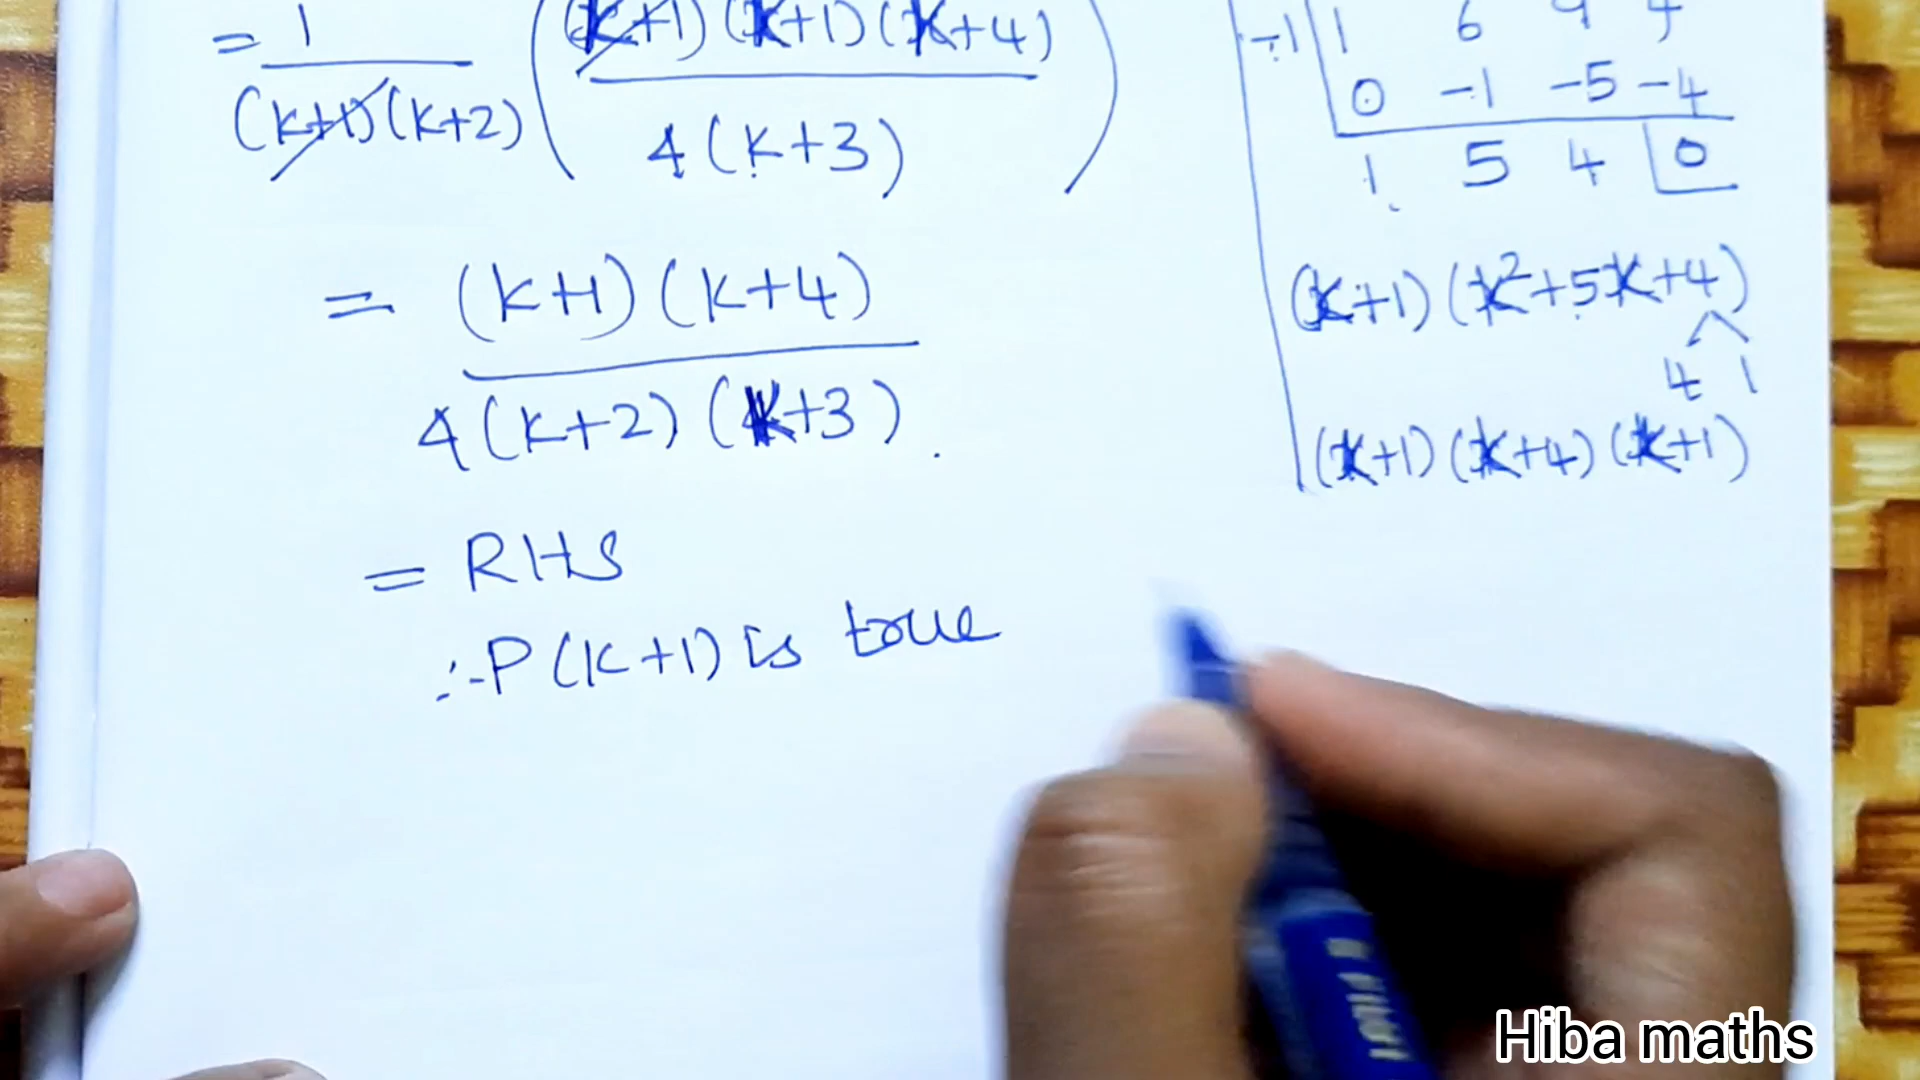 = 1/((k+1)(k+2)) ((k+1)(k+1)(k+4)/(4(k+3)))
= (k+1)(k+4)/(4(k+2)(k+3)).
= RHS
∴ P(k+1) is true
-1 | 1 6 9 4
0 -1 -5 -4
1 5 4 | 0
(k+1)(k²+5k+4)
4 1
(k+1)(k+4)(k+1)
Hiba maths